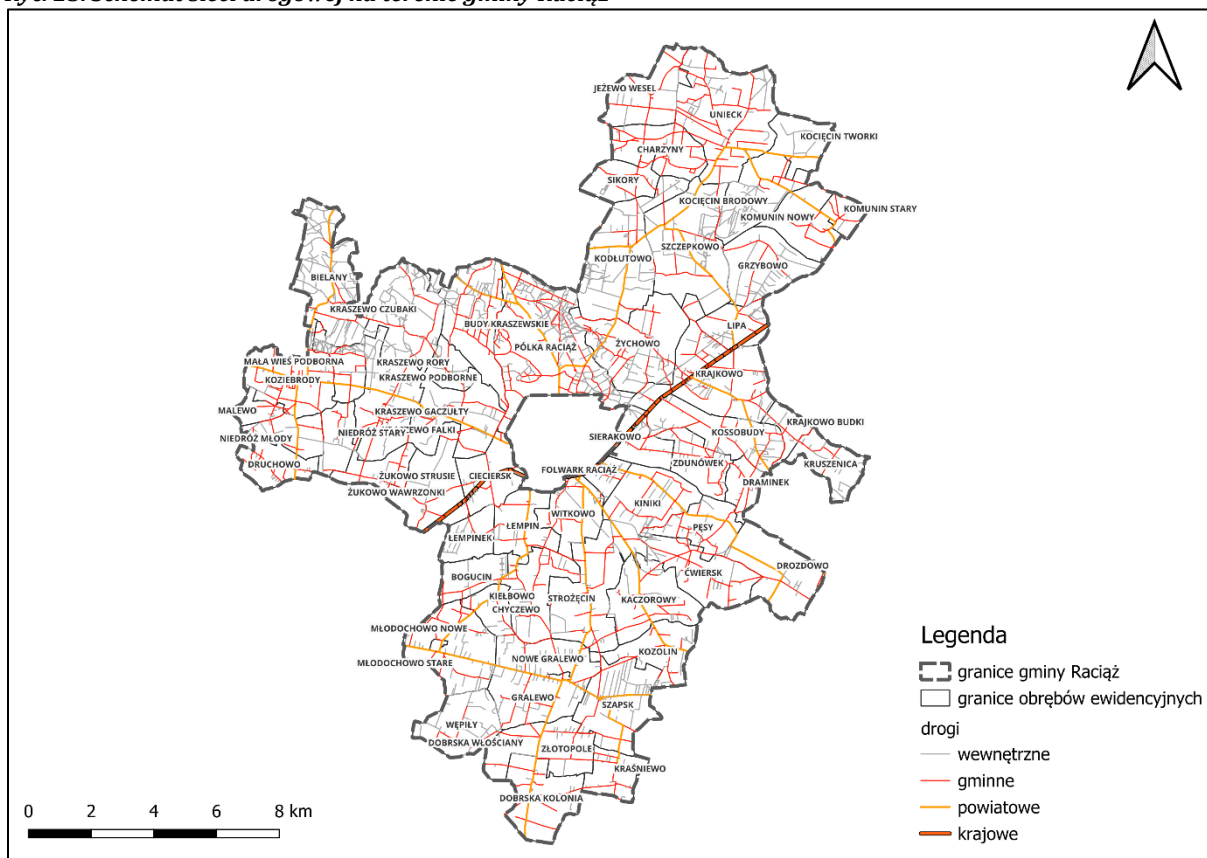 JEŻEWO WESEL
UNIECK
KOCIĘCIN TWORKI
CHARZYNY
SIKORY
KOCIĘCIN BRODOWY
KOMUNIN STARY
KOMUNIN NOWY
SZCZEPKOWO
KODŁUTOWO
GRZYBOWO
BIELANY
KRASZEWO CZUBAKI
BUDY KRASZEWSKIE
LIPA
PÓLKA RACIĄŻ
ŻYCHOWO
MAŁA WIEŚ PODBORNA
KRASZEWO RORY
KRASZEWO PODBORNE
KRAJKOWO
KOZIEBRODY
MALEWO
KRASZEWO GACZUŁTY
KRAJKOWO BUDKI
NIEDRÓŻ STARY
FALKI
NIEDRÓŻ MŁODY
SIERAKOWO
KOSSOBUDY
DRUCHOWO
ZDUNÓWEK
KRUSZENICA
FOLWARK RACIĄŻ
ŻUKOWO STRUSIE
CIECIERSK
DRAMINEK
ŻUKOWO WAWRZONKI
KINIKI
WITKOWO
ŁEMPIN
PĘSY
ŁEMPINEK
DROZDOWO
BOGUCIN
ĆWIERSK
KIEŁBOWO
STROŻĘCIN
KACZOROWY
CHYCZEWO
MŁODOCHOWO NOWE
KOZOLIN
MŁODOCHOWO STARE
NOWE GRALEWO
GRALEWO
SZAPSK
WĘPIŁY
DOBRSKA WŁOŚCIANY
ZŁOTOPOLE
KRAŚNIEWO
DOBRSKA KOLONIA
Legenda
granice gminy Raciąż
granice obrębów ewidencyjnych
drogi
wewnętrzne
gminne
powiatowe
krajowe
0 2 4 6 8 km